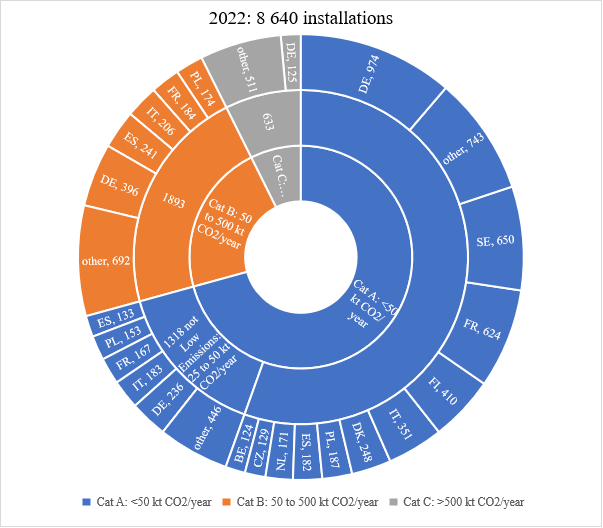 2022: 8 640 installations
DE, 974
other, 743
SE, 650
FR, 624
FI, 410
IT, 351
DK, 248
PL, 187
ES, 182
NL, 171
CZ, 129
BE, 124
other, 446
DE, 236
IT, 183
FR, 167
PL, 153
ES, 133
other, 692
DE, 396
ES, 241
IT, 206
FR, 184
PL, 174
other, 511
DE, 125
1318 not
Low
Emissions,
25 to 50 kt
CO2/year
1893
633
Cat A: <50
kt CO2/
year
Cat B: 50
to 500 kt
CO2/year
Cat C:…
Cat A: <50 kt CO2/year
Cat B: 50 to 500 kt CO2/year
Cat C: >500 kt CO2/year